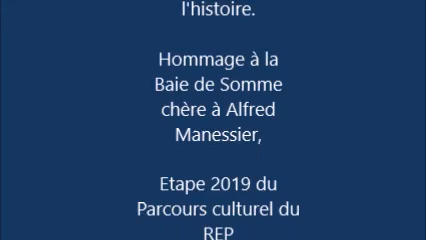 l'histoire.
Hommage à la
Baie de Somme
chère à Alfred
Manessier,
Etape 2019 du
Parcours culturel du
REP